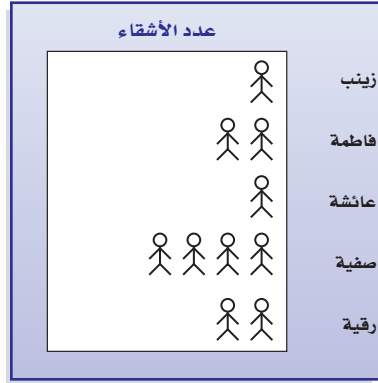 عدد الأشقاء
زينب
فاطمة
عائشة
صفية
رقية